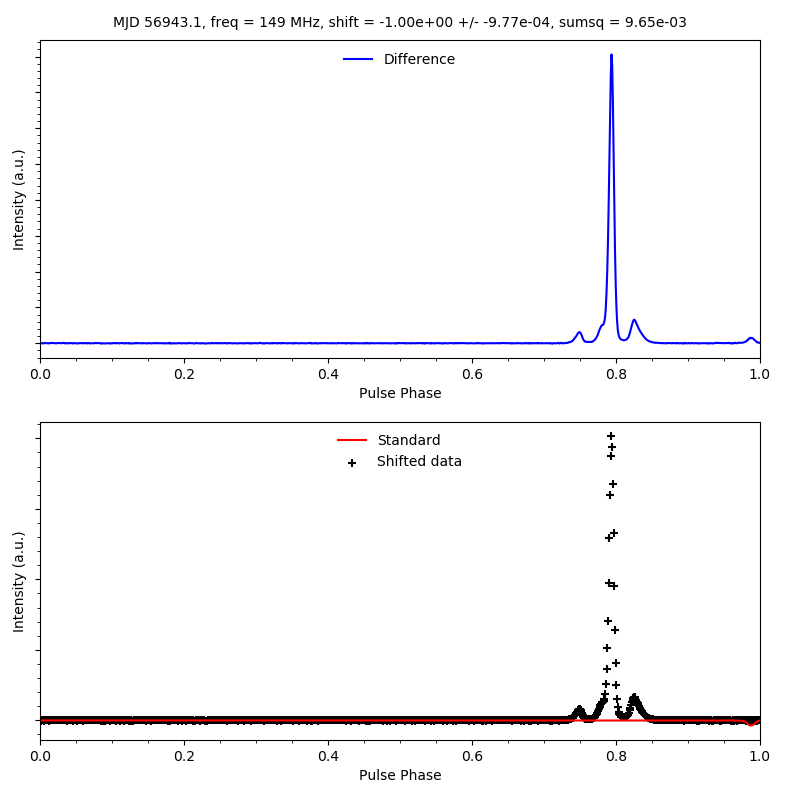 MJD 56943.1, freq = 149 MHz, shift = -1.00e+00 +/- -9.77e-04, sumsq = 9.65e-03
Difference
Intensity (a.u.)
0.0 0.2 0.4 0.6 0.8 1.0
Pulse Phase
Standard
Shifted data
Intensity (a.u.)
0.0 0.2 0.4 0.6 0.8 1.0
Pulse Phase